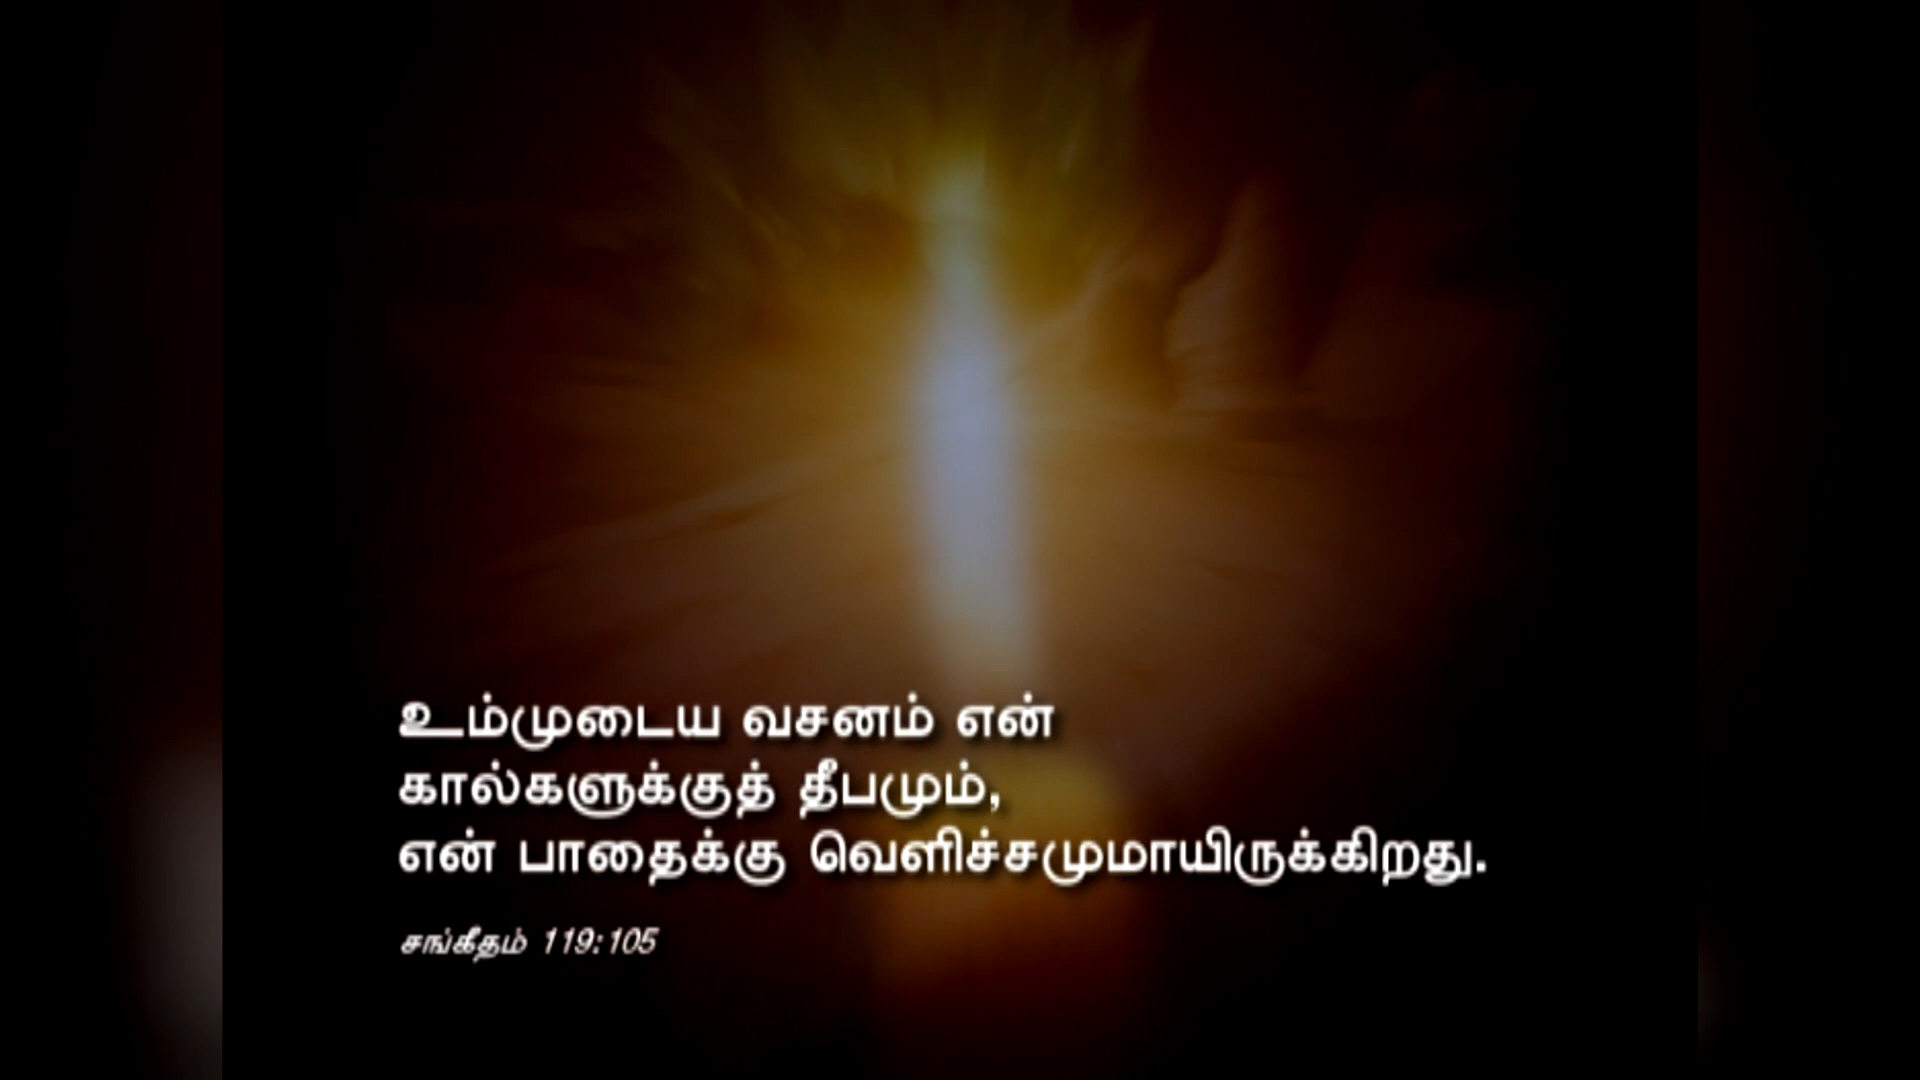 உம்முடைய வசனம் என்
கால்களுக்குத் தீபமும்,
என் பாதைக்கு வெளிச்சமுமாயிருக்கிறது.
சங்கீதம் 119:105